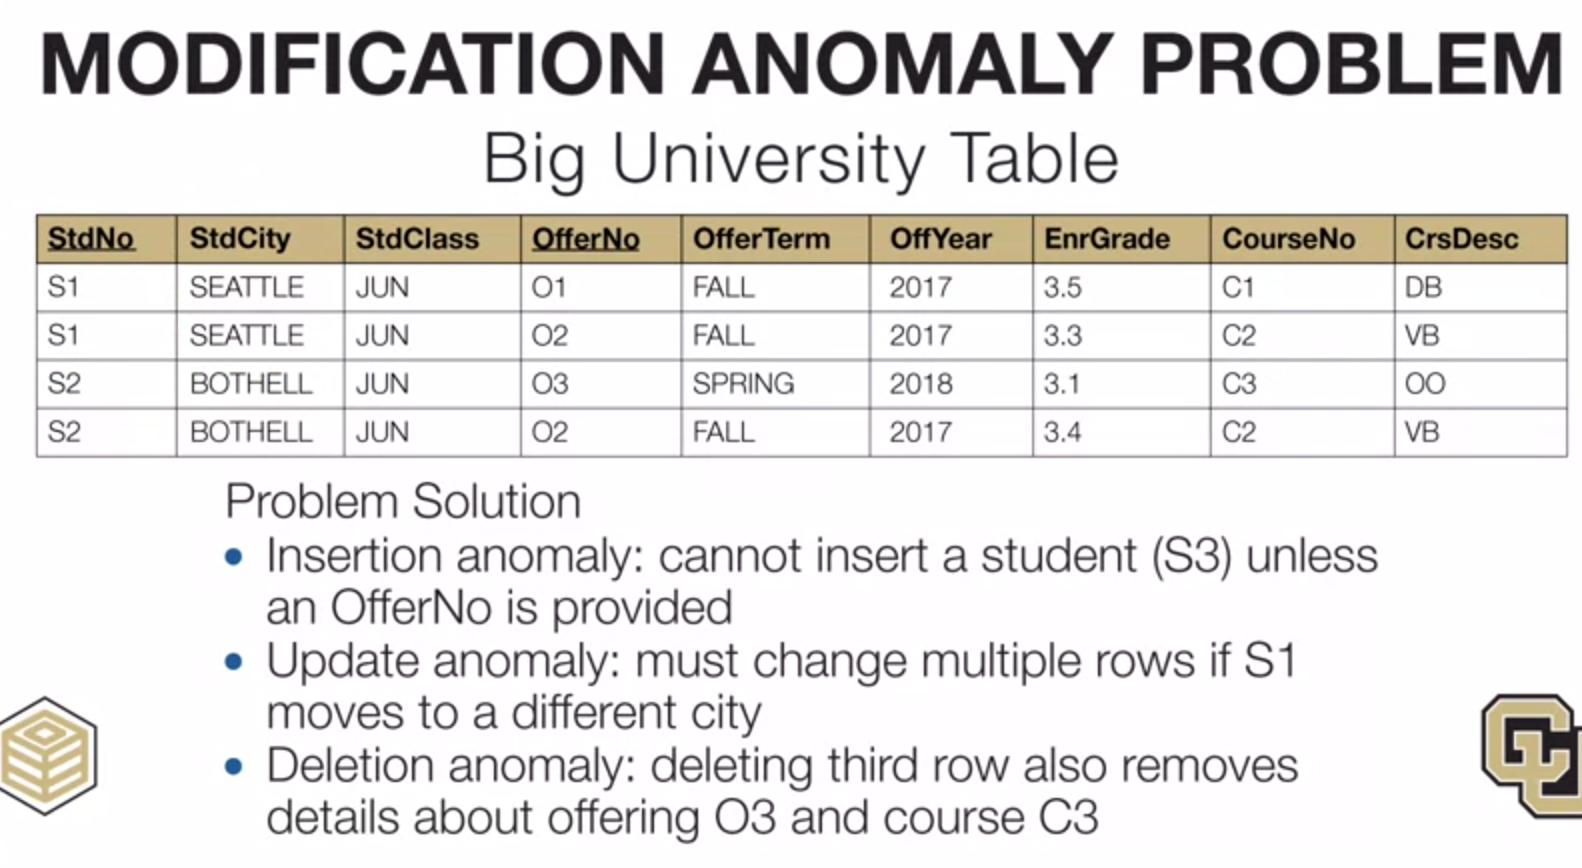 MODIFICATION ANOMALY PROBLEM
Big University Table
StdNo StdCity StdClass OfferNo OfferTerm OffYear EnrGrade CourseNo CrsDesc
S1 SEATTLE JUN O1 FALL 2017 3.5 C1 DB
S1 SEATTLE JUN O2 FALL 2017 3.3 C2 VB
S2 BOTHELL JUN O3 SPRING 2018 3.1 C3 OO
S2 BOTHELL JUN O2 FALL 2017 3.4 C2 VB
Problem Solution
• Insertion anomaly: cannot insert a student (S3) unless
an OfferNo is provided
• Update anomaly: must change multiple rows if S1
moves to a different city
• Deletion anomaly: deleting third row also removes
details about offering O3 and course C3
CU